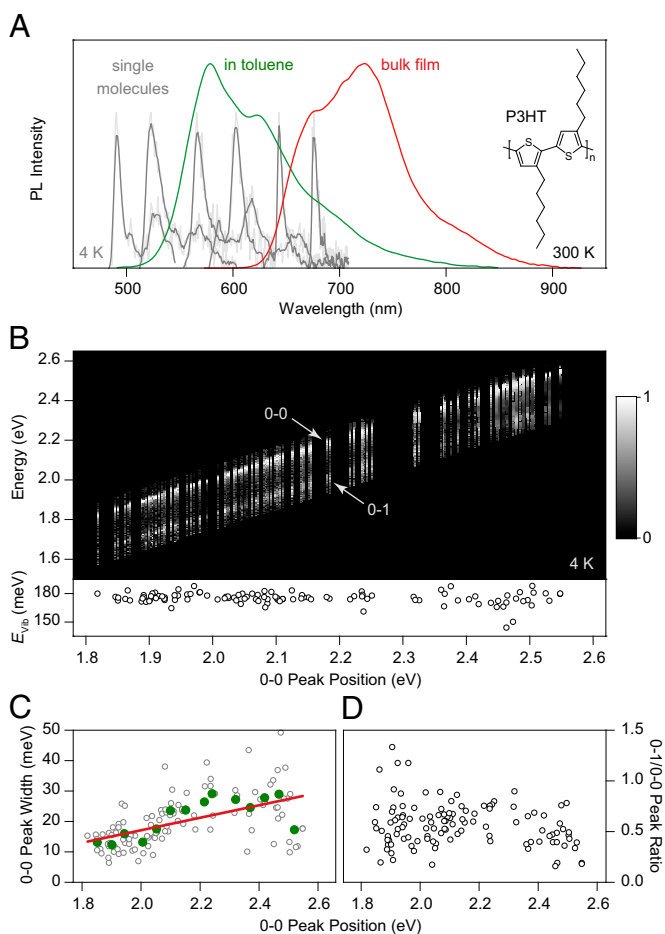 A
single
molecules
in toluene
bulk film
P3HT
S
S
n
PL Intensity
4 K
300 K
500
600
700
800
900
Wavelength (nm)
B
2.6
2.4
2.2
2.0
1.8
1.6
Energy (eV)
0-0
0-1
4 K
1
0
180
150
EVib (meV)
1.8
1.9
2.0
2.1
2.2
2.3
2.4
2.5
2.6
0-0 Peak Position (eV)
C
50
40
30
20
10
0
0-0 Peak Width (meV)
1.8
2.0
2.2
2.4
2.6
D
1.5
1.0
0.5
0.0
0-1/0-0 Peak Ratio
1.8
2.0
2.2
2.4
2.6
0-0 Peak Position (eV)